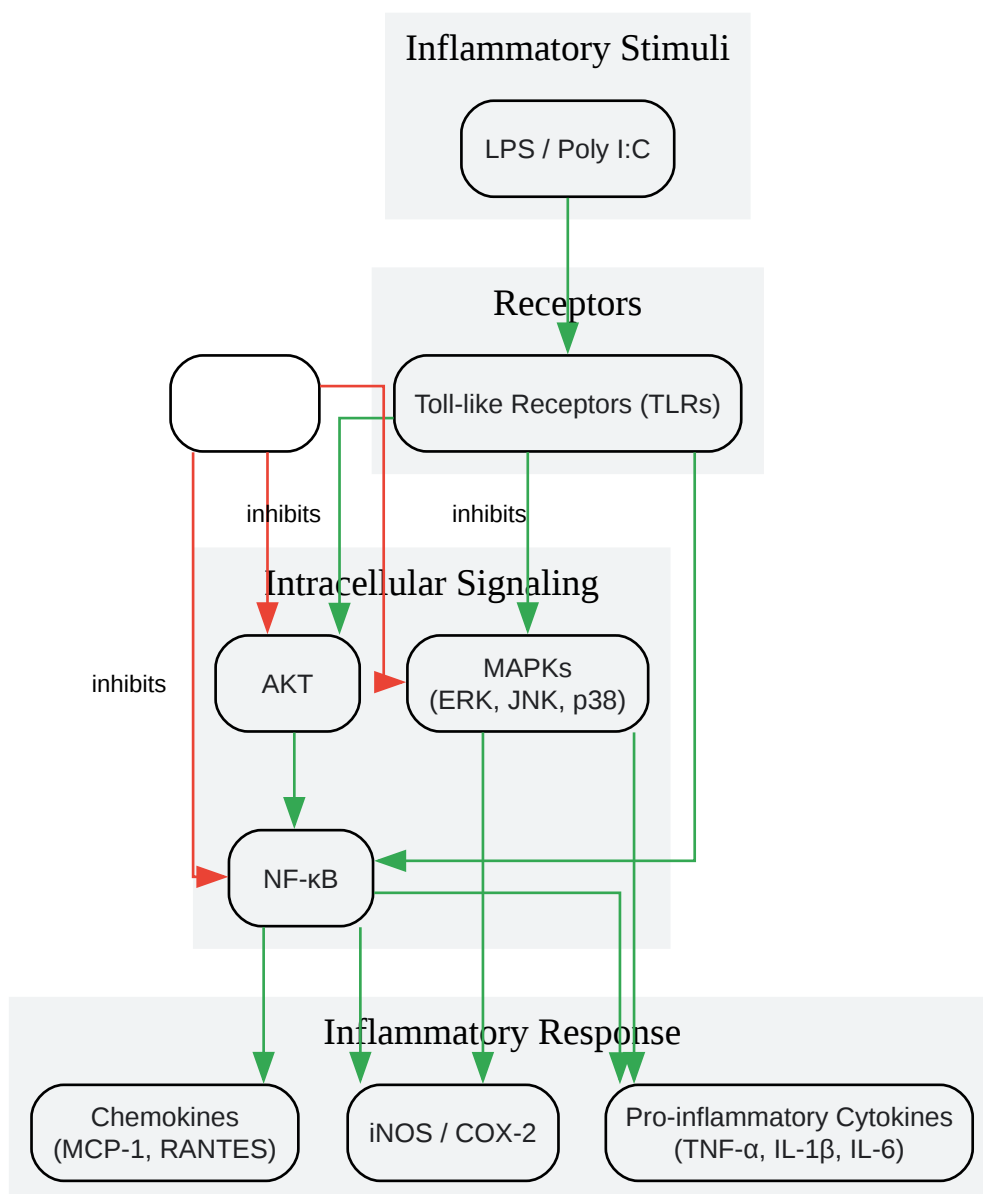 Inflammatory Stimuli
LPS / Poly I:C
Receptors
Toll-like Receptors (TLRs)
inhibits
inhibits
Intracellular Signaling
AKT
MAPKs
(ERK, JNK, p38)
inhibits
NF-κB
Inflammatory Response
Chemokines
(MCP-1, RANTES)
iNOS / COX-2
Pro-inflammatory Cytokines
(TNF-α, IL-1β, IL-6)